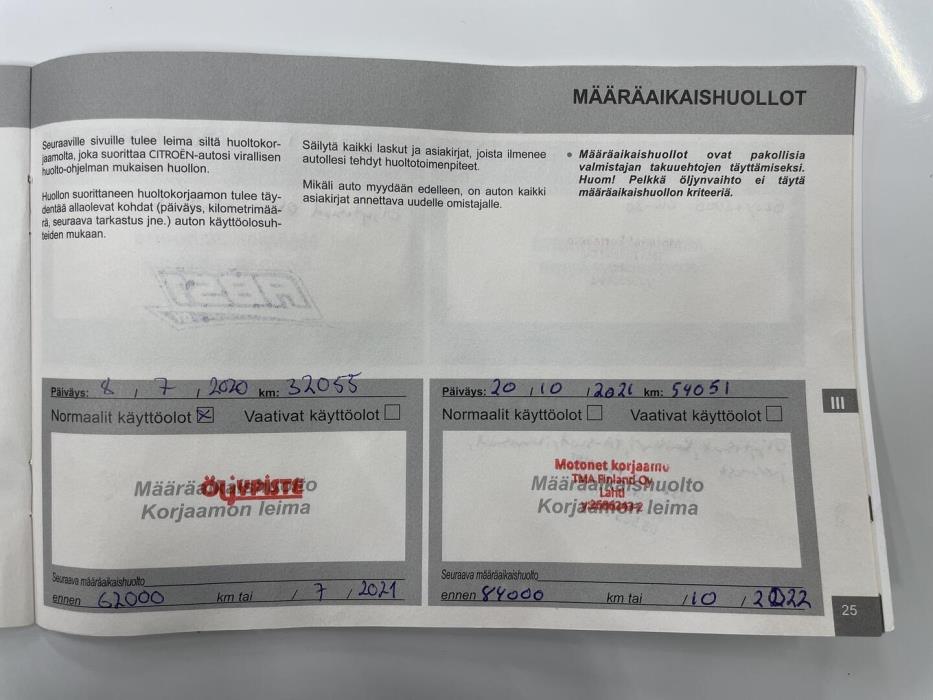 MÄÄRÄAIKAISHUOLLOT
Seuraaville sivuille tulee leima siltä huoltokor-
jaamolta, joka suorittaa CITROËN-autosi virallisen
huolto-ohjelman mukaisen huollon.
Huollon suorittaneen huoltokorjaamon tulee täy-
dentää allaolevat kohdat (päiväys, kilometrimää-
rä, seuraava tarkastus jne.) auton käyttöolosuh-
teiden mukaan.
Säilytä kaikki laskut ja asiakirjat, joista ilmenee
autollesi tehdyt huoltotoimenpiteet.
Mikäli auto myydään edelleen, on auton kaikki
asiakirjat annettava uudelle omistajalle.
• Määräaikaishuollot ovat pakollisia
valmistajan takuuehtojen täyttämiseksi.
Huom! Pelkkä öljynvaihto ei täytä
määräaikaishuollon kriteeriä.
Päiväys: 8 / 7 / 2020 km: 32055
Normaalit käyttöolot ☒ Vaativat käyttöolot ☐
Määräaikaishuolto
ÖLJYPISTE
Korjaamon leima
Seuraava määräaikaishuolto
ennen 62000 km tai / 7 / 2021
Päiväys: 20 / 10 / 2021 km: 54051
Normaalit käyttöolot ☐ Vaativat käyttöolot ☐
Motonet korjaamo
TMA Finland Oy
Määräaikaishuolto
Lahti
Korjaamon leima
Seuraava määräaikaishuolto
ennen 84000 km tai / 10 / 2022
III
25